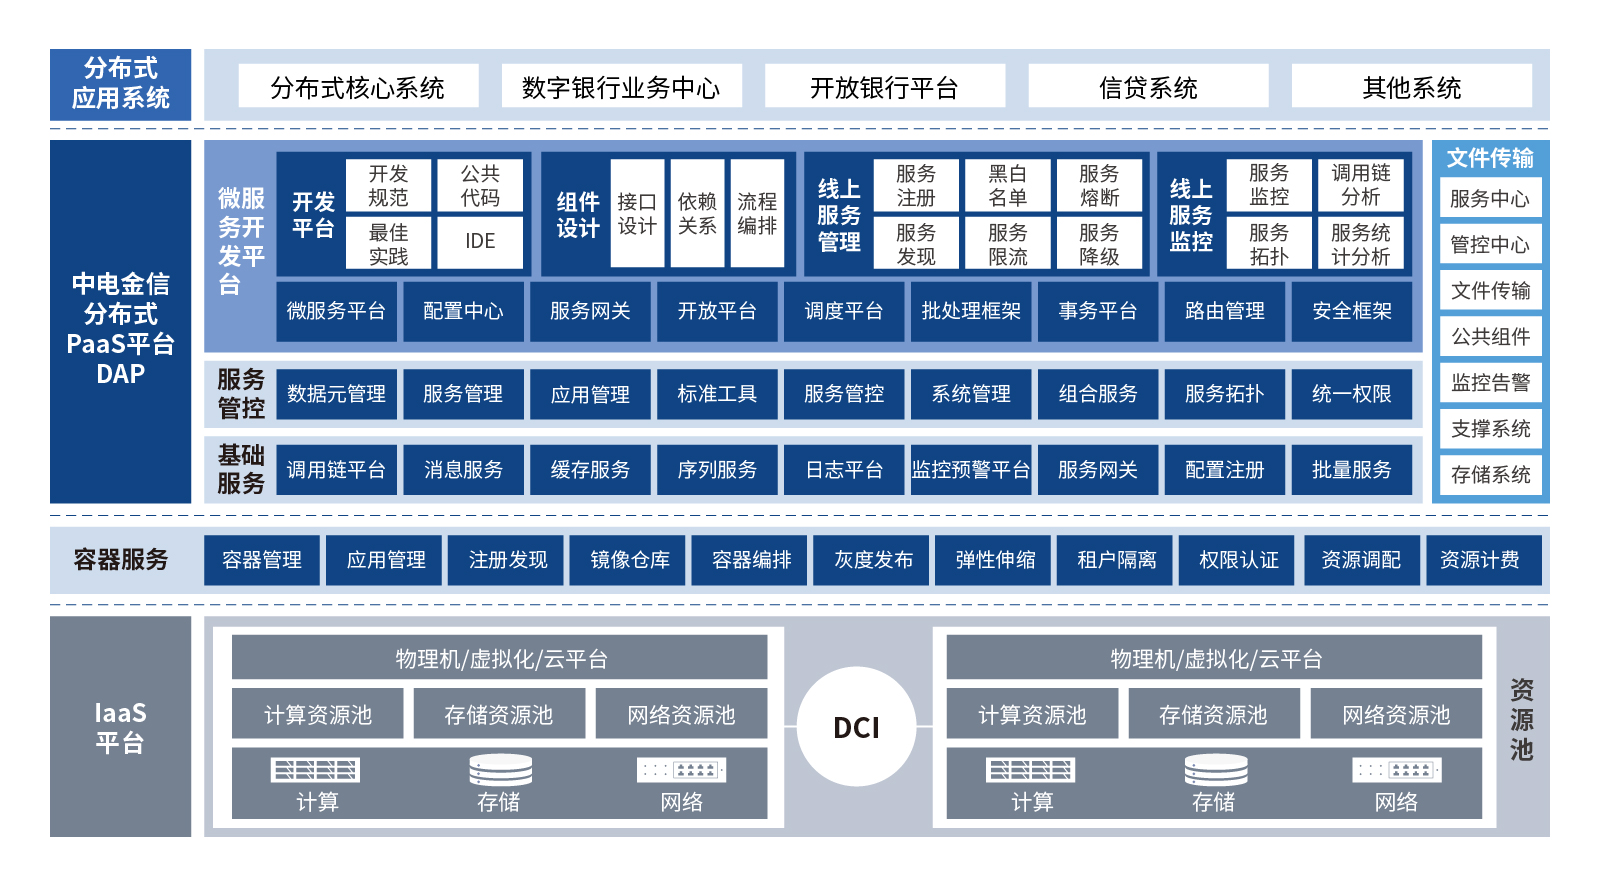 分布式
应用系统
分布式核心系统
数字银行业务中心
开放银行平台
信贷系统
其他系统
中电金信
分布式
PaaS平台
DAP
微服
务开
发平
台
开发
平台
开发
规范
公共
代码
最佳
实践
IDE
组件
设计
接口
设计
依赖
关系
流程
编排
线上
服务
管理
服务
注册
黑白
名单
服务
熔断
服务
发现
服务
限流
服务
降级
线上
服务
监控
服务
监控
调用链
分析
服务
拓扑
服务统
计分析
微服务平台
配置中心
服务网关
开放平台
调度平台
批处理框架
事务平台
路由管理
安全框架
服务
管控
数据元管理
服务管理
应用管理
标准工具
服务管控
系统管理
组合服务
服务拓扑
统一权限
基础
服务
调用链平台
消息服务
缓存服务
序列服务
日志平台
监控预警平台
服务网关
配置注册
批量服务
文件传输
服务中心
管控中心
文件传输
公共组件
监控告警
支撑系统
存储系统
容器服务
容器管理
应用管理
注册发现
镜像仓库
容器编排
灰度发布
弹性伸缩
租户隔离
权限认证
资源调配
资源计费
IaaS
平台
物理机/虚拟化/云平台
计算资源池
存储资源池
网络资源池
计算
存储
网络
DCI
物理机/虚拟化/云平台
计算资源池
存储资源池
网络资源池
计算
存储
网络
资
源
池